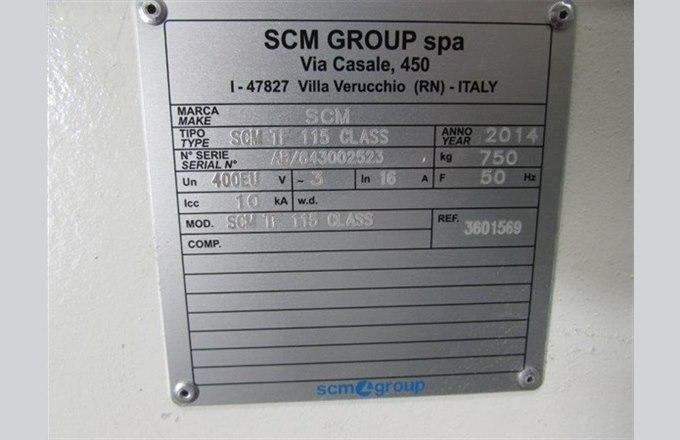 SCM GROUP spa
Via Casale, 450
I - 47827 Villa Verucchio (RN) - ITALY
MARCA
MAKE SCM
TIPO
TYPE SCM TF 115 CLASS ANNO
YEAR 2014
N° SERIE
SERIAL N° AB/643002523 kg 750
Un 400EU V ~ 3 In 16 A F 50 Hz
Icc 10 kA w.d.
MOD. SCM TF 115 CLASS REF. 3601569
COMP.
scm group